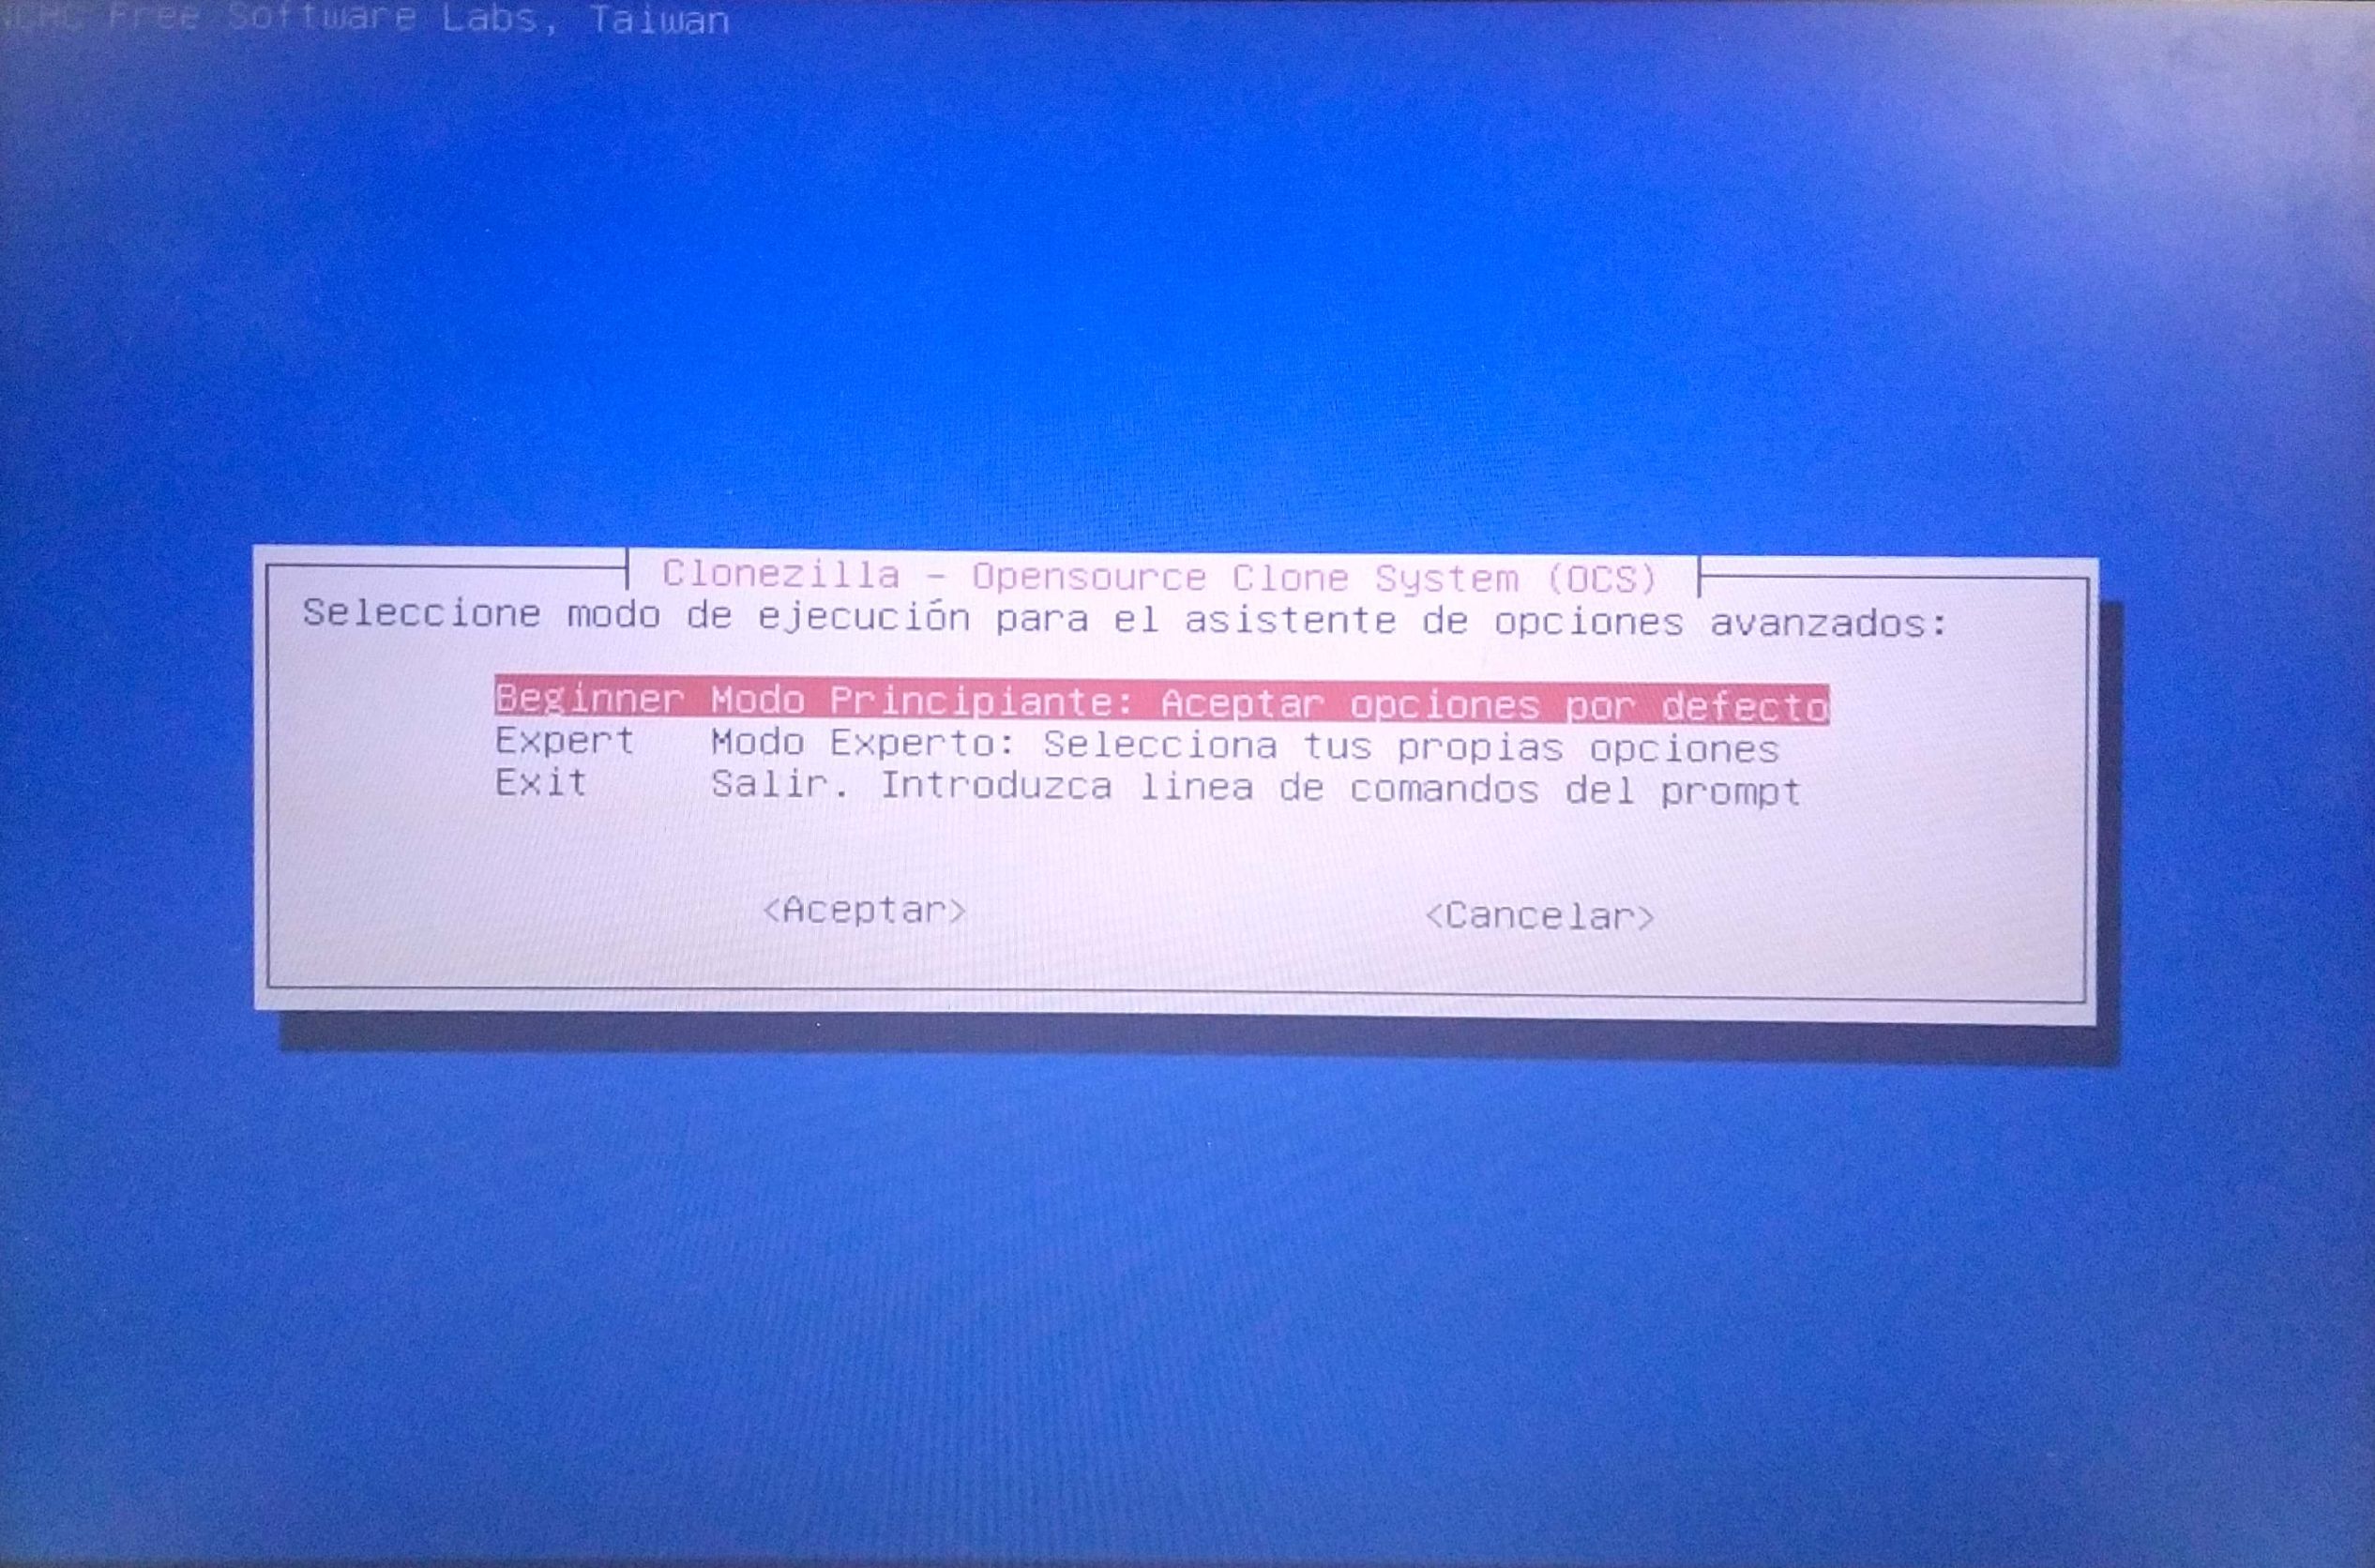 NCHC Free Software Labs, Taiwan
Clonezilla - Opensource Clone System (OCS)
Seleccione modo de ejecución para el asistente de opciones avanzados:
Beginner Modo Principiante: Aceptar opciones por defecto
Expert Modo Experto: Selecciona tus propias opciones
Exit Salir. Introduzca linea de comandos del prompt
<Aceptar> <Cancelar>